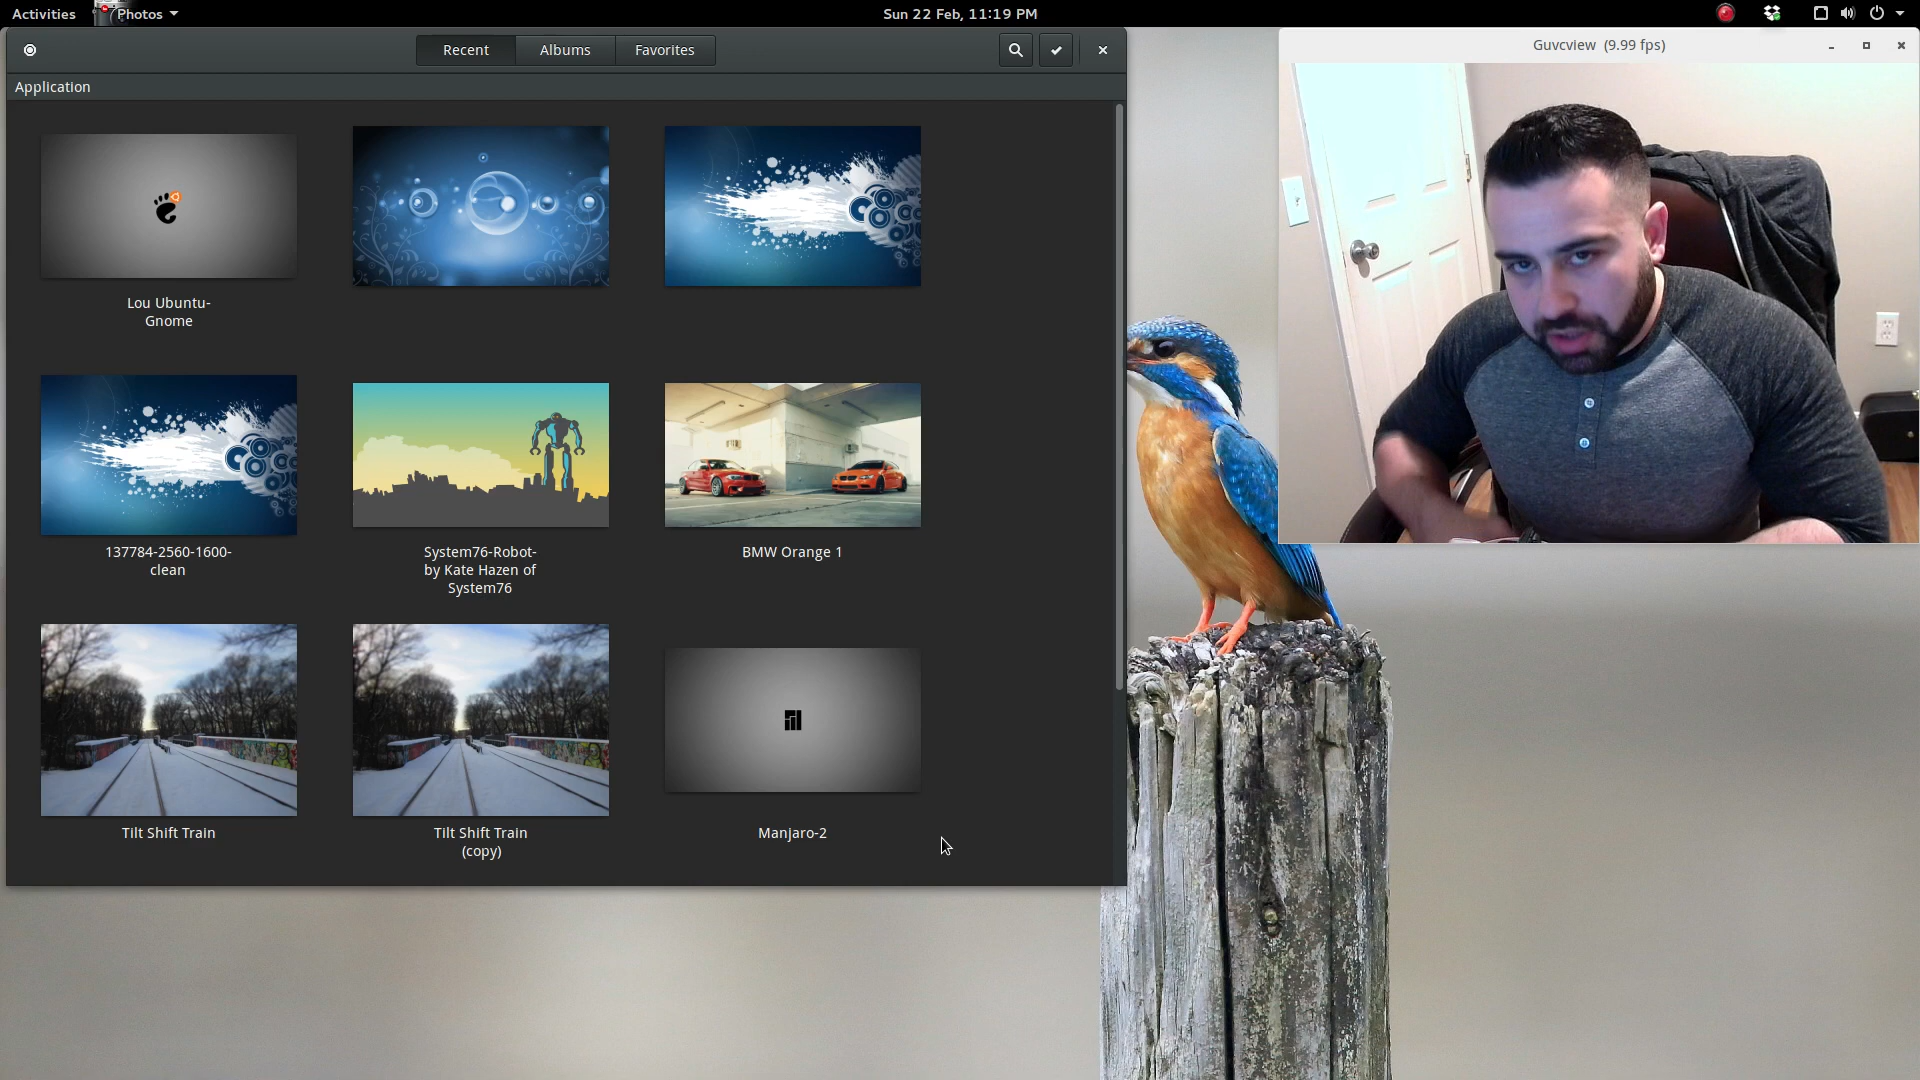 Activities
Photos
Sun 22 Feb, 11:19 PM
Recent
Albums
Favorites
Guvcview (9.99 fps)
Application
Lou Ubuntu-
Gnome
137784-2560-1600-
clean
System76-Robot-
by Kate Hazen of
System76
BMW Orange 1
Tilt Shift Train
Tilt Shift Train
(copy)
Manjaro-2